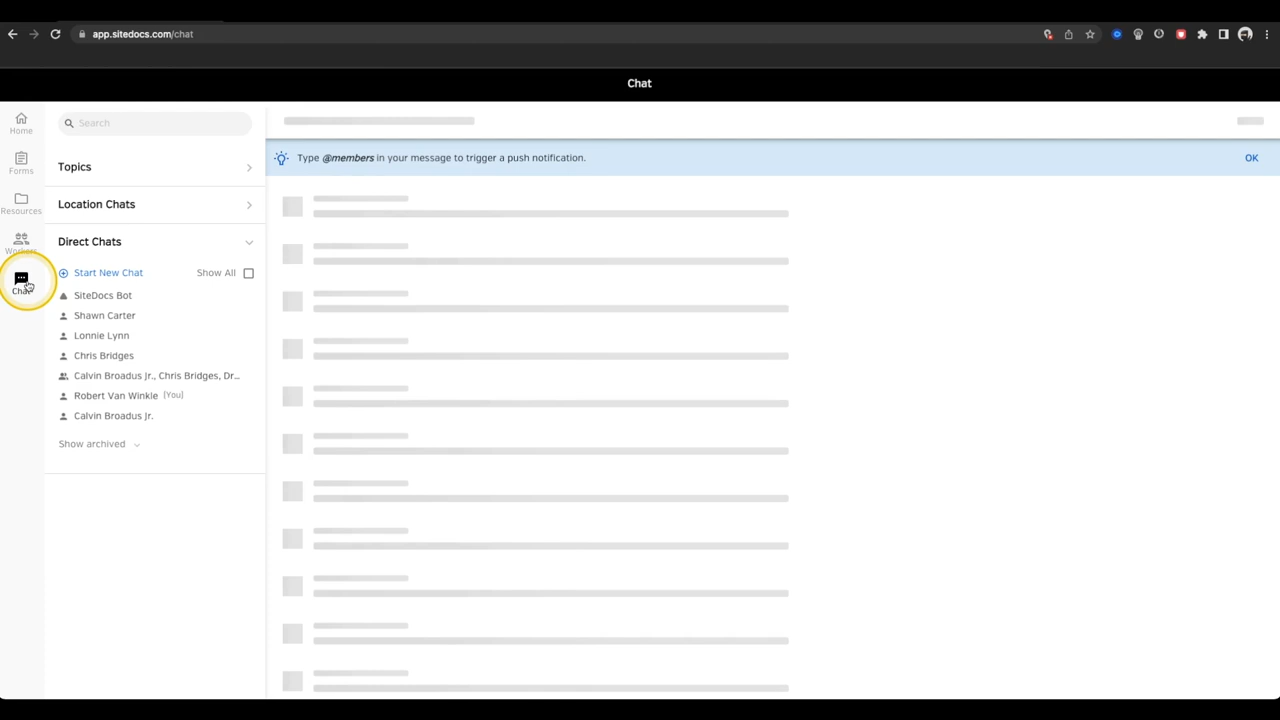 app.sitedocs.com/chat
Chat
Home
Forms
Resources
Workers
Chat
Search
Topics
Location Chats
Direct Chats
Start New Chat Show All
SiteDocs Bot
Shawn Carter
Lonnie Lynn
Chris Bridges
Calvin Broadus Jr., Chris Bridges, Dr...
Robert Van Winkle [You]
Calvin Broadus Jr.
Show archived
Type @members in your message to trigger a push notification. OK